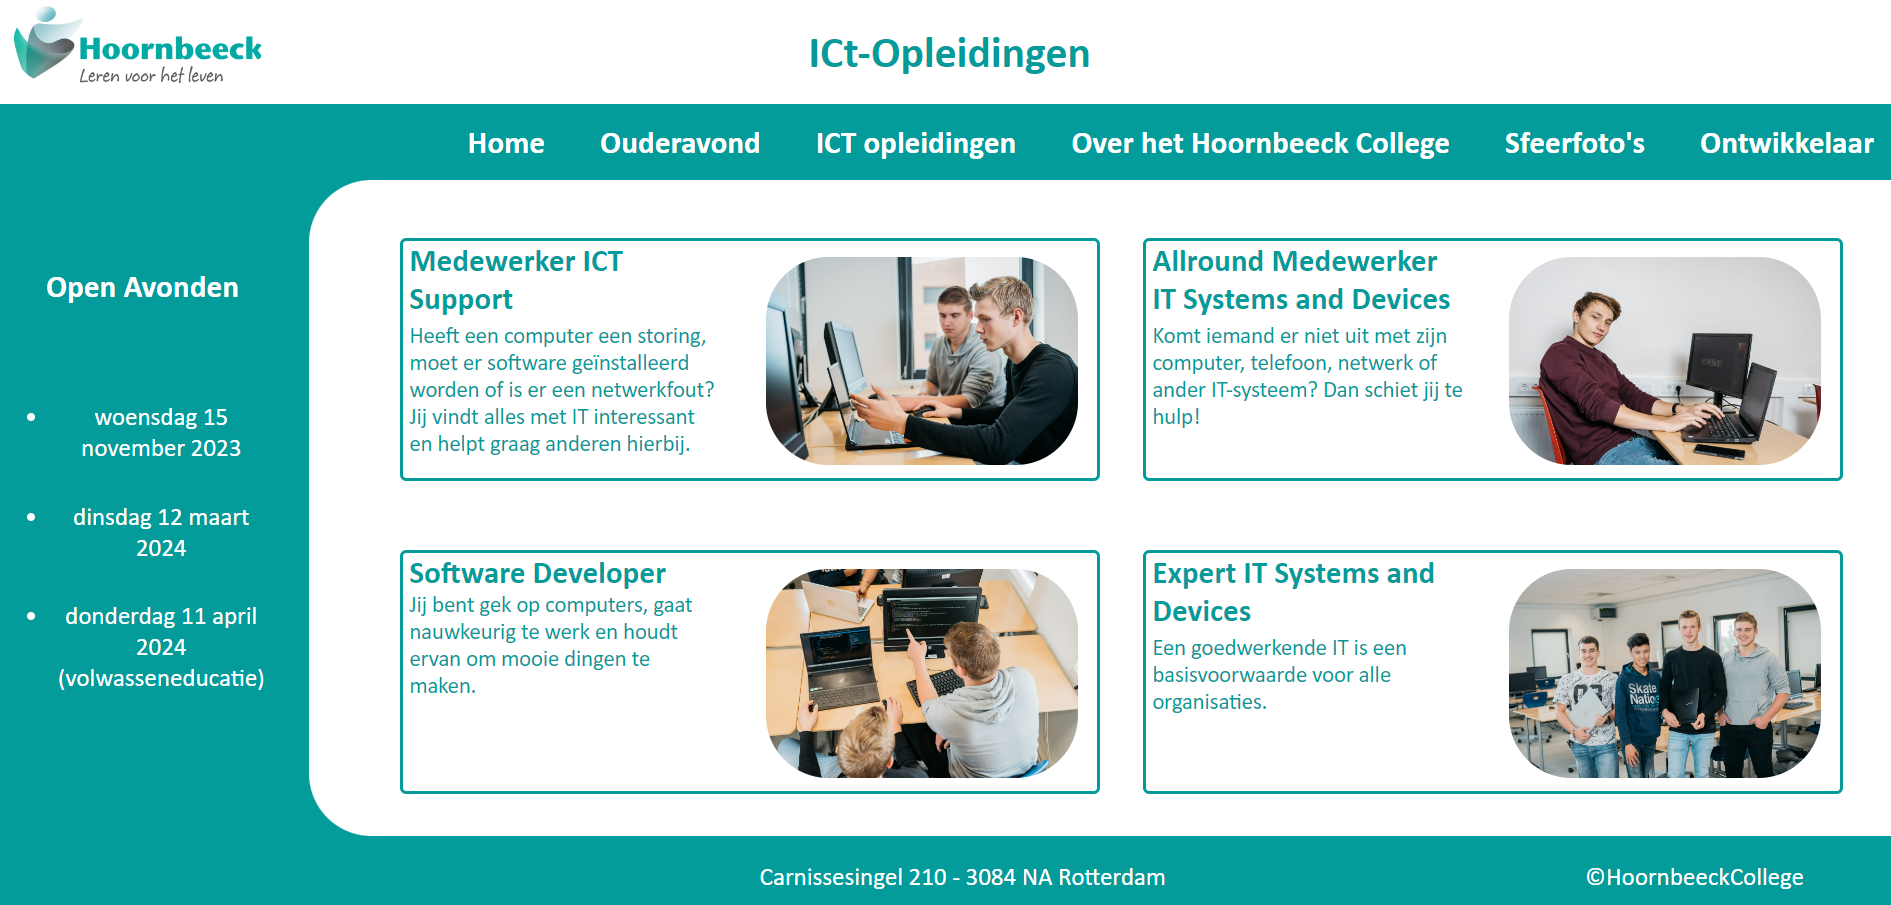 Hoornbeeck
Leren voor het leven
ICt-Opleidingen
Home Ouderavond ICT opleidingen Over het Hoornbeeck College Sfeerfoto's Ontwikkelaar
Open Avonden
• woensdag 15
november 2023
• dinsdag 12 maart
2024
• donderdag 11 april
2024
(volwasseneducatie)
Medewerker ICT
Support
Heeft een computer een storing,
moet er software geïnstalleerd
worden of is er een netwerkfout?
Jij vindt alles met IT interessant
en helpt graag anderen hierbij.
Allround Medewerker
IT Systems and Devices
Komt iemand er niet uit met zijn
computer, telefoon, netwerk of
ander IT-systeem? Dan schiet jij te
hulp!
Software Developer
Jij bent gek op computers, gaat
nauwkeurig te werk en houdt
ervan om mooie dingen te
maken.
Expert IT Systems and
Devices
Een goedwerkende IT is een
basisvoorwaarde voor alle
organisaties.
Skate
Carnissesingel 210 - 3084 NA Rotterdam
©HoornbeeckCollege